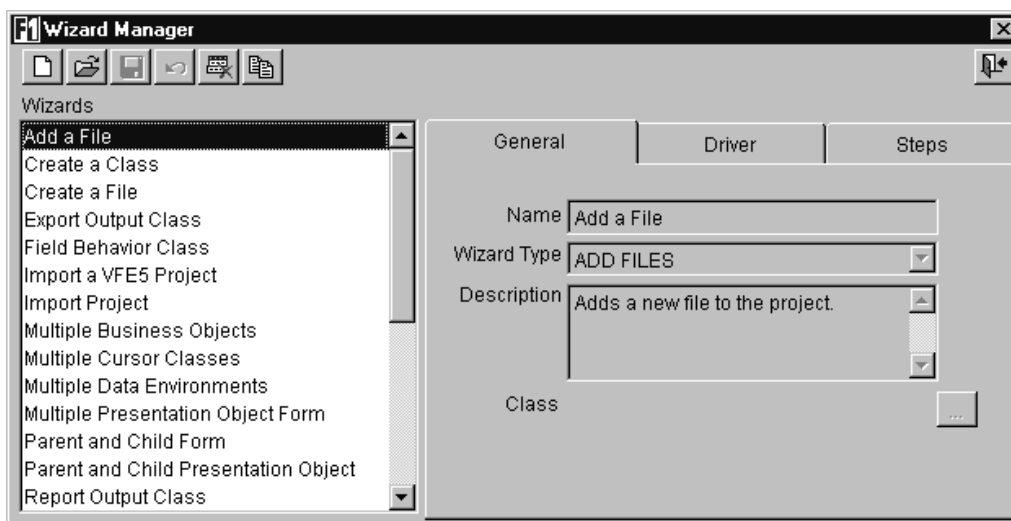 F1 Wizard Manager
Wizards
Add a File
Create a Class
Create a File
Export Output Class
Field Behavior Class
Import a VFE5 Project
Import Project
Multiple Business Objects
Multiple Cursor Classes
Multiple Data Environments
Multiple Presentation Object Form
Parent and Child Form
Parent and Child Presentation Object
Report Output Class
General Driver Steps
Name Add a File
Wizard Type ADD FILES
Description Adds a new file to the project.
Class ...